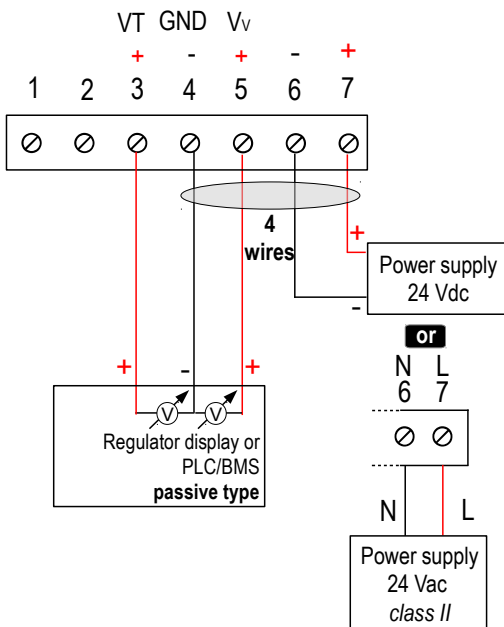 VT GND Vv
+ - + - +
1 2 3 4 5 6 7
4
wires
+
Power supply
24 Vdc
-
or
N L
6 7
+ - +
V V
Regulator display or
PLC/BMS
passive type
N L
Power supply
24 Vac
class II